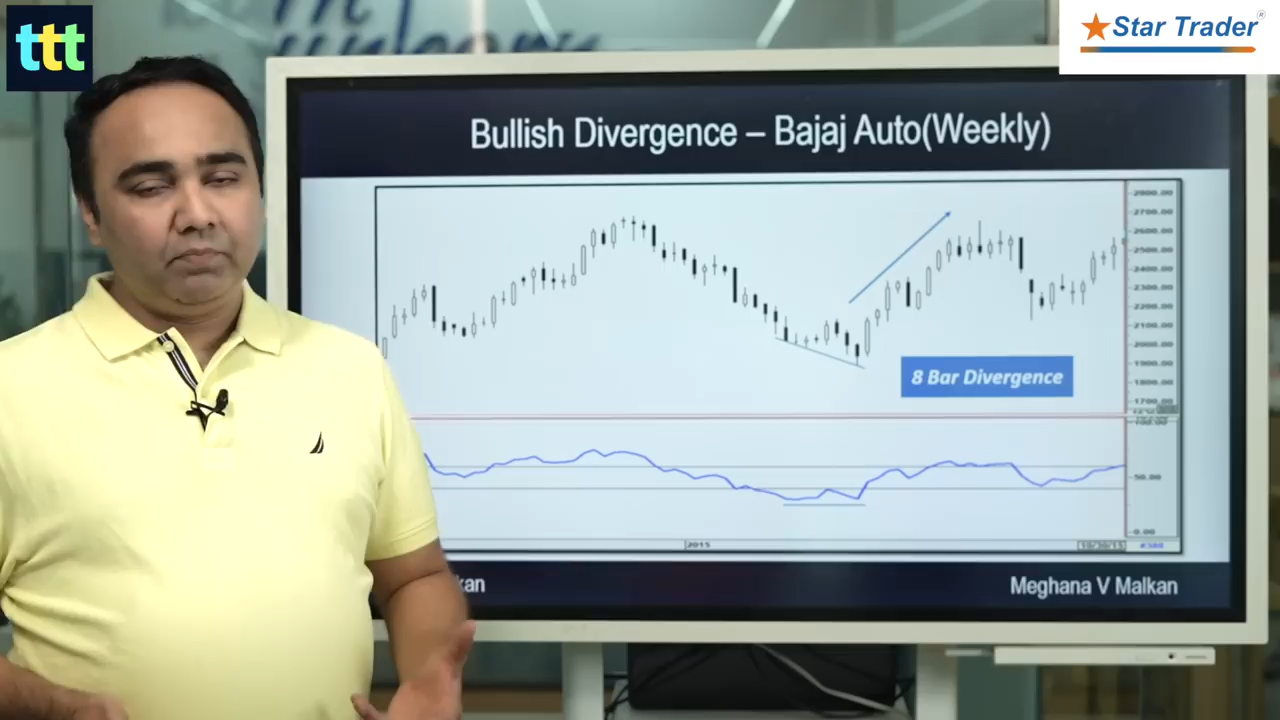 ttt
Star Trader
Bullish Divergence – Bajaj Auto(Weekly)
2800.00
2700.00
2600.00
2500.00
2400.00
2300.00
2200.00
2100.00
2000.00
1900.00
1800.00
1700.00
8 Bar Divergence
100.00
50.00
0.00
2015
kan
Meghana V Malkan